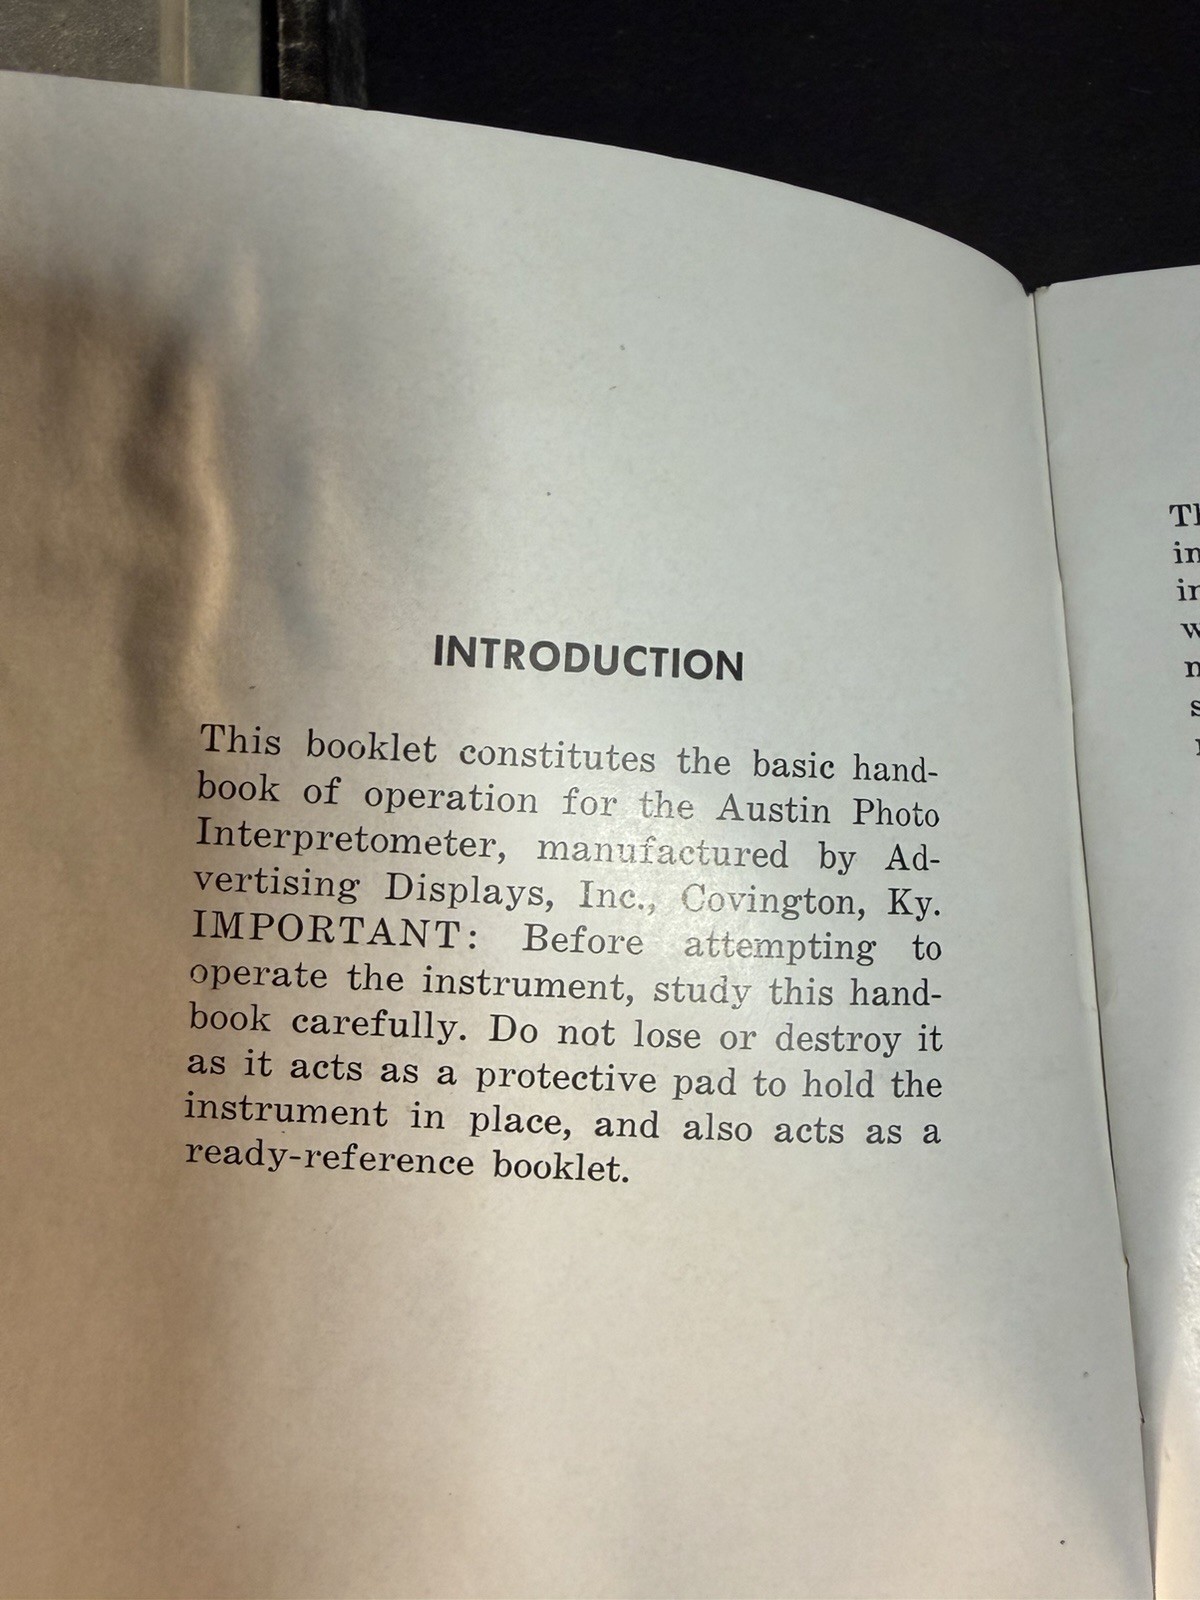 INTRODUCTION
This booklet constitutes the basic hand-
book of operation for the Austin Photo
Interpretometer, manufactured by Ad-
vertising Displays, Inc., Covington, Ky.
IMPORTANT: Before attempting to
operate the instrument, study this hand-
book carefully. Do not lose or destroy it
as it acts as a protective pad to hold the
instrument in place, and also acts as a
ready-reference booklet.